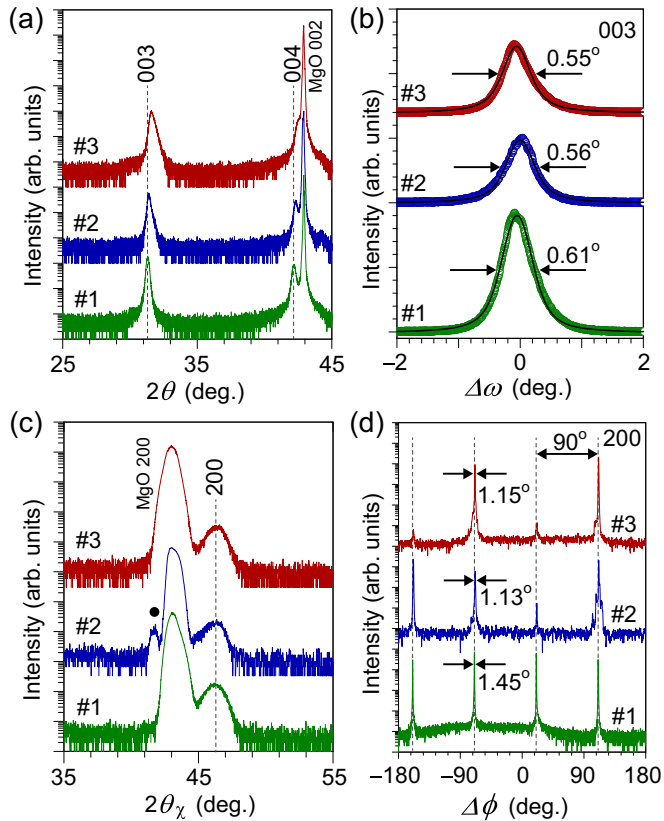 (a)
003
004
MgO 002
#3
#2
#1
Intensity (arb. units)
25 35 45
2θ (deg.)
(b)
003
0.55°
#3
0.56°
#2
0.61°
#1
Intensity (arb. units)
−2 0 2
Δω (deg.)
(c)
MgO 200
200
#3
#2
#1
Intensity (arb. units)
35 45 55
2θχ (deg.)
(d)
200
90°
1.15°
#3
1.13°
#2
1.45°
#1
Intensity (arb. units)
−180 −90 0 90 180
Δϕ (deg.)